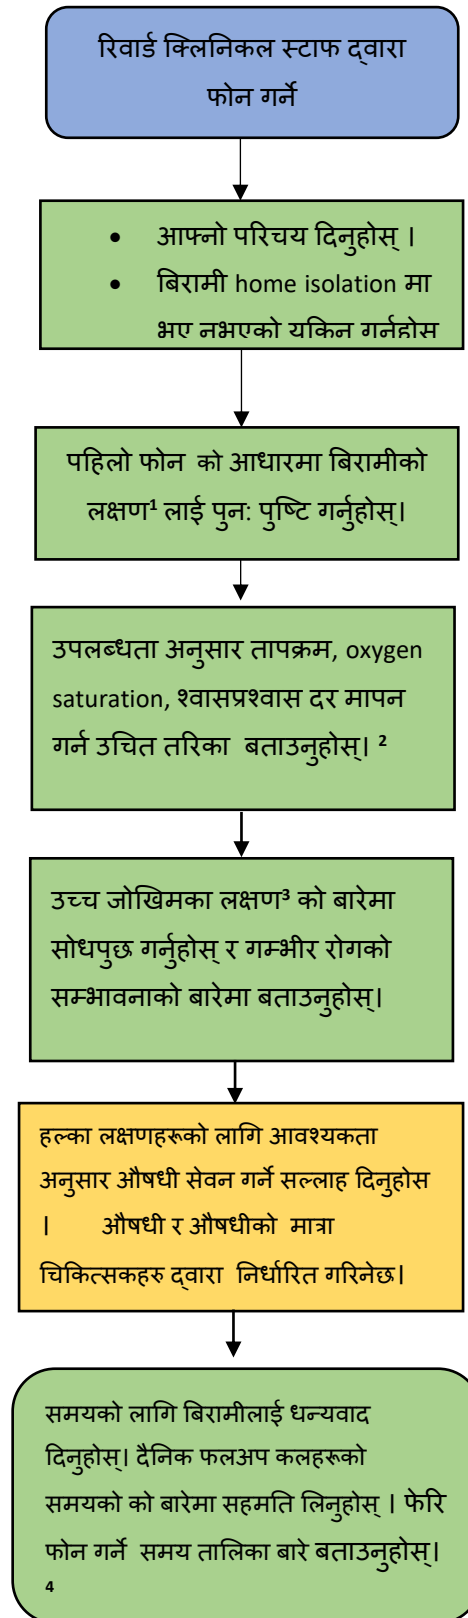 रिवार्ड क्लिनिकल स्टाफ द्वारा
फोन गर्ने
• आफ्नो परिचय दिनुहोस् ।
• बिरामी home isolation मा
भए नभएको यकिन गर्नुहोस
पहिलो फोन को आधारमा बिरामीको
लक्षण¹ लाई पुन: पुष्टि गर्नुहोस्।
उपलब्धता अनुसार तापक्रम, oxygen
saturation, श्वासप्रश्वास दर मापन
गर्न उचित तरिका बताउनुहोस्। ²
उच्च जोखिमका लक्षण³ को बारेमा
सोधपुछ गर्नुहोस् र गम्भीर रोगको
सम्भावनाको बारेमा बताउनुहोस्।
हल्का लक्षणहरूको लागि आवश्यकता
अनुसार औषधी सेवन गर्ने सल्लाह दिनुहोस
। औषधी र औषधीको मात्रा
चिकित्सकहरु द्वारा निर्धारित गरिनेछ।
समयको लागि बिरामीलाई धन्यवाद
दिनुहोस्। दैनिक फलअप कलहरूको
समयको को बारेमा सहमति लिनुहोस् । फेरि
फोन गर्ने समय तालिका बारे बताउनुहोस्।
4